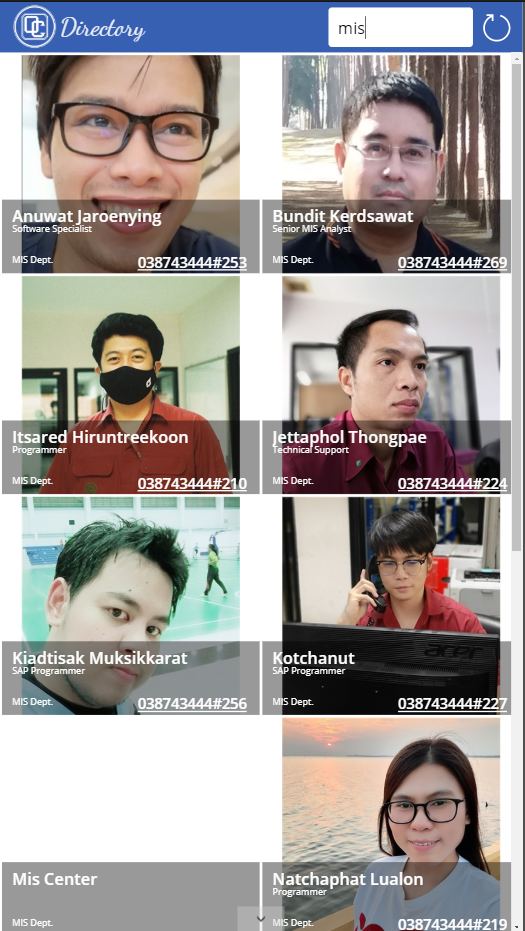 DC Directory
mis
Anuwat Jaroenying
Software Specialist
MIS Dept.
038743444#253
Bundit Kerdsawat
Senior MIS Analyst
MIS Dept.
038743444#269
Itsared Hiruntreekoon
Programmer
MIS Dept.
038743444#210
Jettaphol Thongpae
Technical Support
MIS Dept.
038743444#224
Kiadtisak Muksikkarat
SAP Programmer
MIS Dept.
038743444#256
acer
Kotchanut
SAP Programmer
MIS Dept.
038743444#227
Mis Center
MIS Dept.
Natchaphat Lualon
Programmer
038743444#219